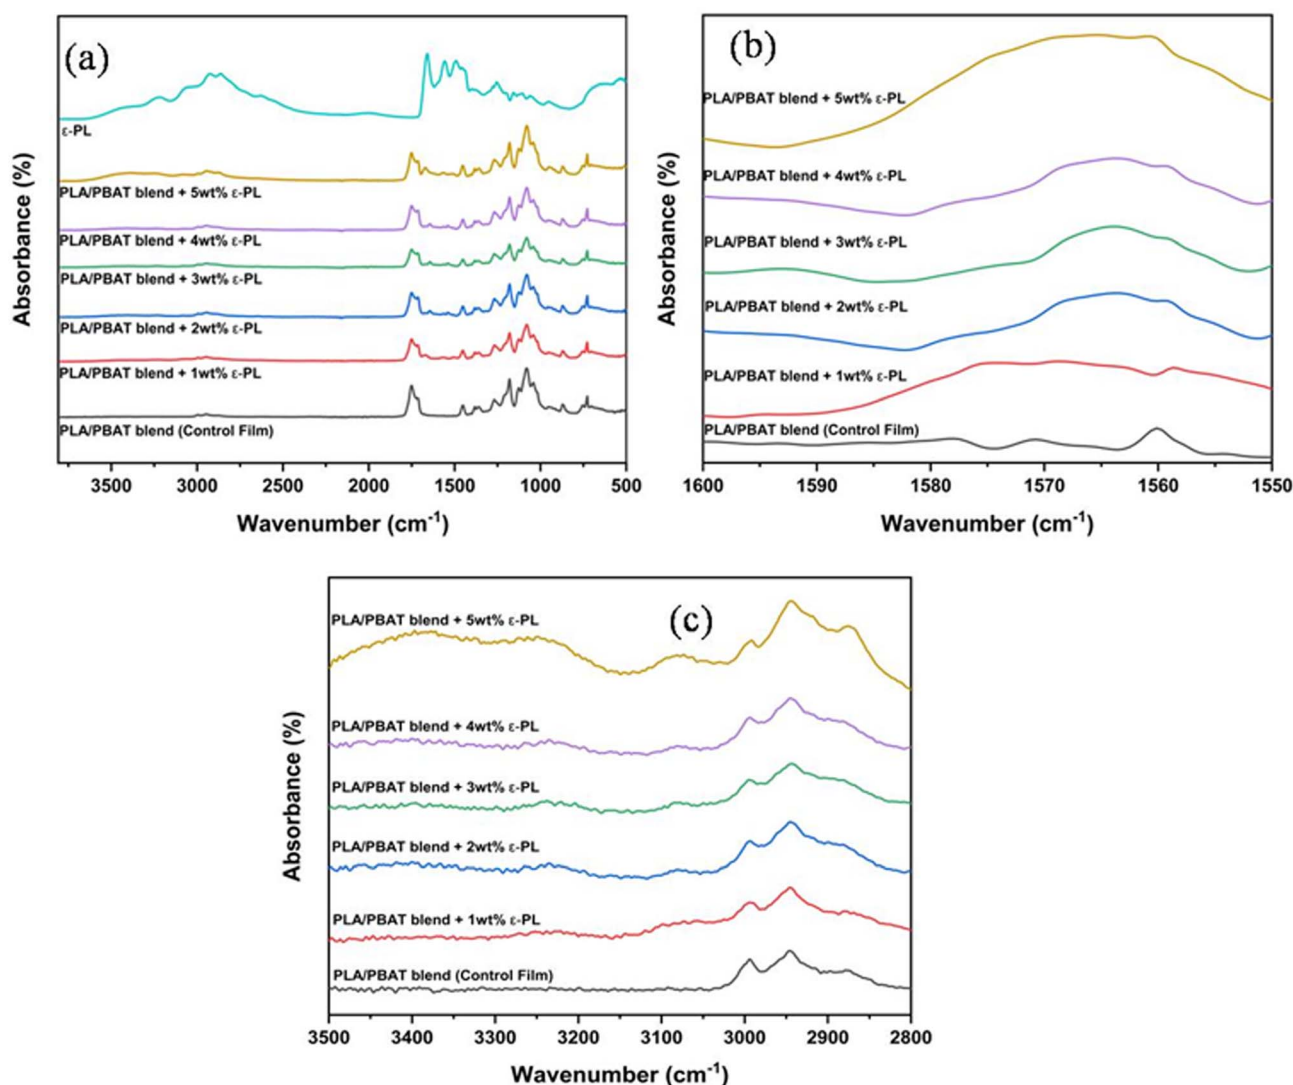 (a)
ε-PL
PLA/PBAT blend + 5wt% ε-PL
PLA/PBAT blend + 4wt% ε-PL
PLA/PBAT blend + 3wt% ε-PL
PLA/PBAT blend + 2wt% ε-PL
PLA/PBAT blend + 1wt% ε-PL
PLA/PBAT blend (Control Film)
Absorbance (%)
3500 3000 2500 2000 1750 1500 1250 1000 750 500
Wavenumber (cm⁻¹)
(b)
PLA/PBAT blend + 5wt% ε-PL
PLA/PBAT blend + 4wt% ε-PL
PLA/PBAT blend + 3wt% ε-PL
PLA/PBAT blend + 2wt% ε-PL
PLA/PBAT blend + 1wt% ε-PL
PLA/PBAT blend (Control Film)
Absorbance (%)
1600 1590 1580 1570 1560 1550
Wavenumber (cm⁻¹)
(c)
PLA/PBAT blend + 5wt% ε-PL
PLA/PBAT blend + 4wt% ε-PL
PLA/PBAT blend + 3wt% ε-PL
PLA/PBAT blend + 2wt% ε-PL
PLA/PBAT blend + 1wt% ε-PL
PLA/PBAT blend (Control Film)
Absorbance (%)
3500 3400 3300 3200 3100 3000 2900 2800
Wavenumber (cm⁻¹)